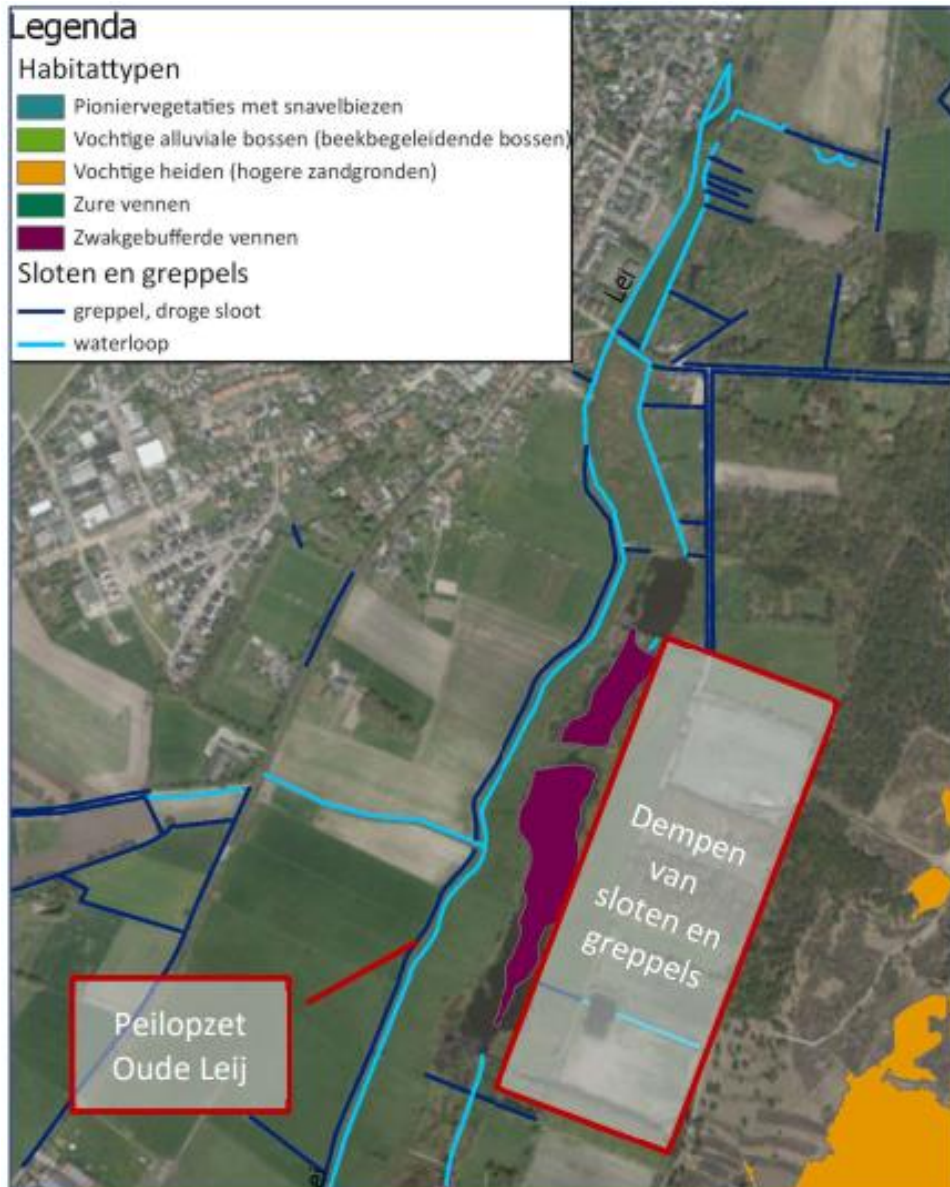 Legenda
Habitattypen
Pioniervegetaties met snavelbiezen
Vochtige alluviale bossen (beekbegeleidende bossen)
Vochtige heiden (hogere zandgronden)
Zure vennen
Zwakgebufferde vennen
Sloten en greppels
greppel, droge sloot
waterloop
Lei
Dempen
van
sloten en
greppels
Peilopzet
Oude Leij